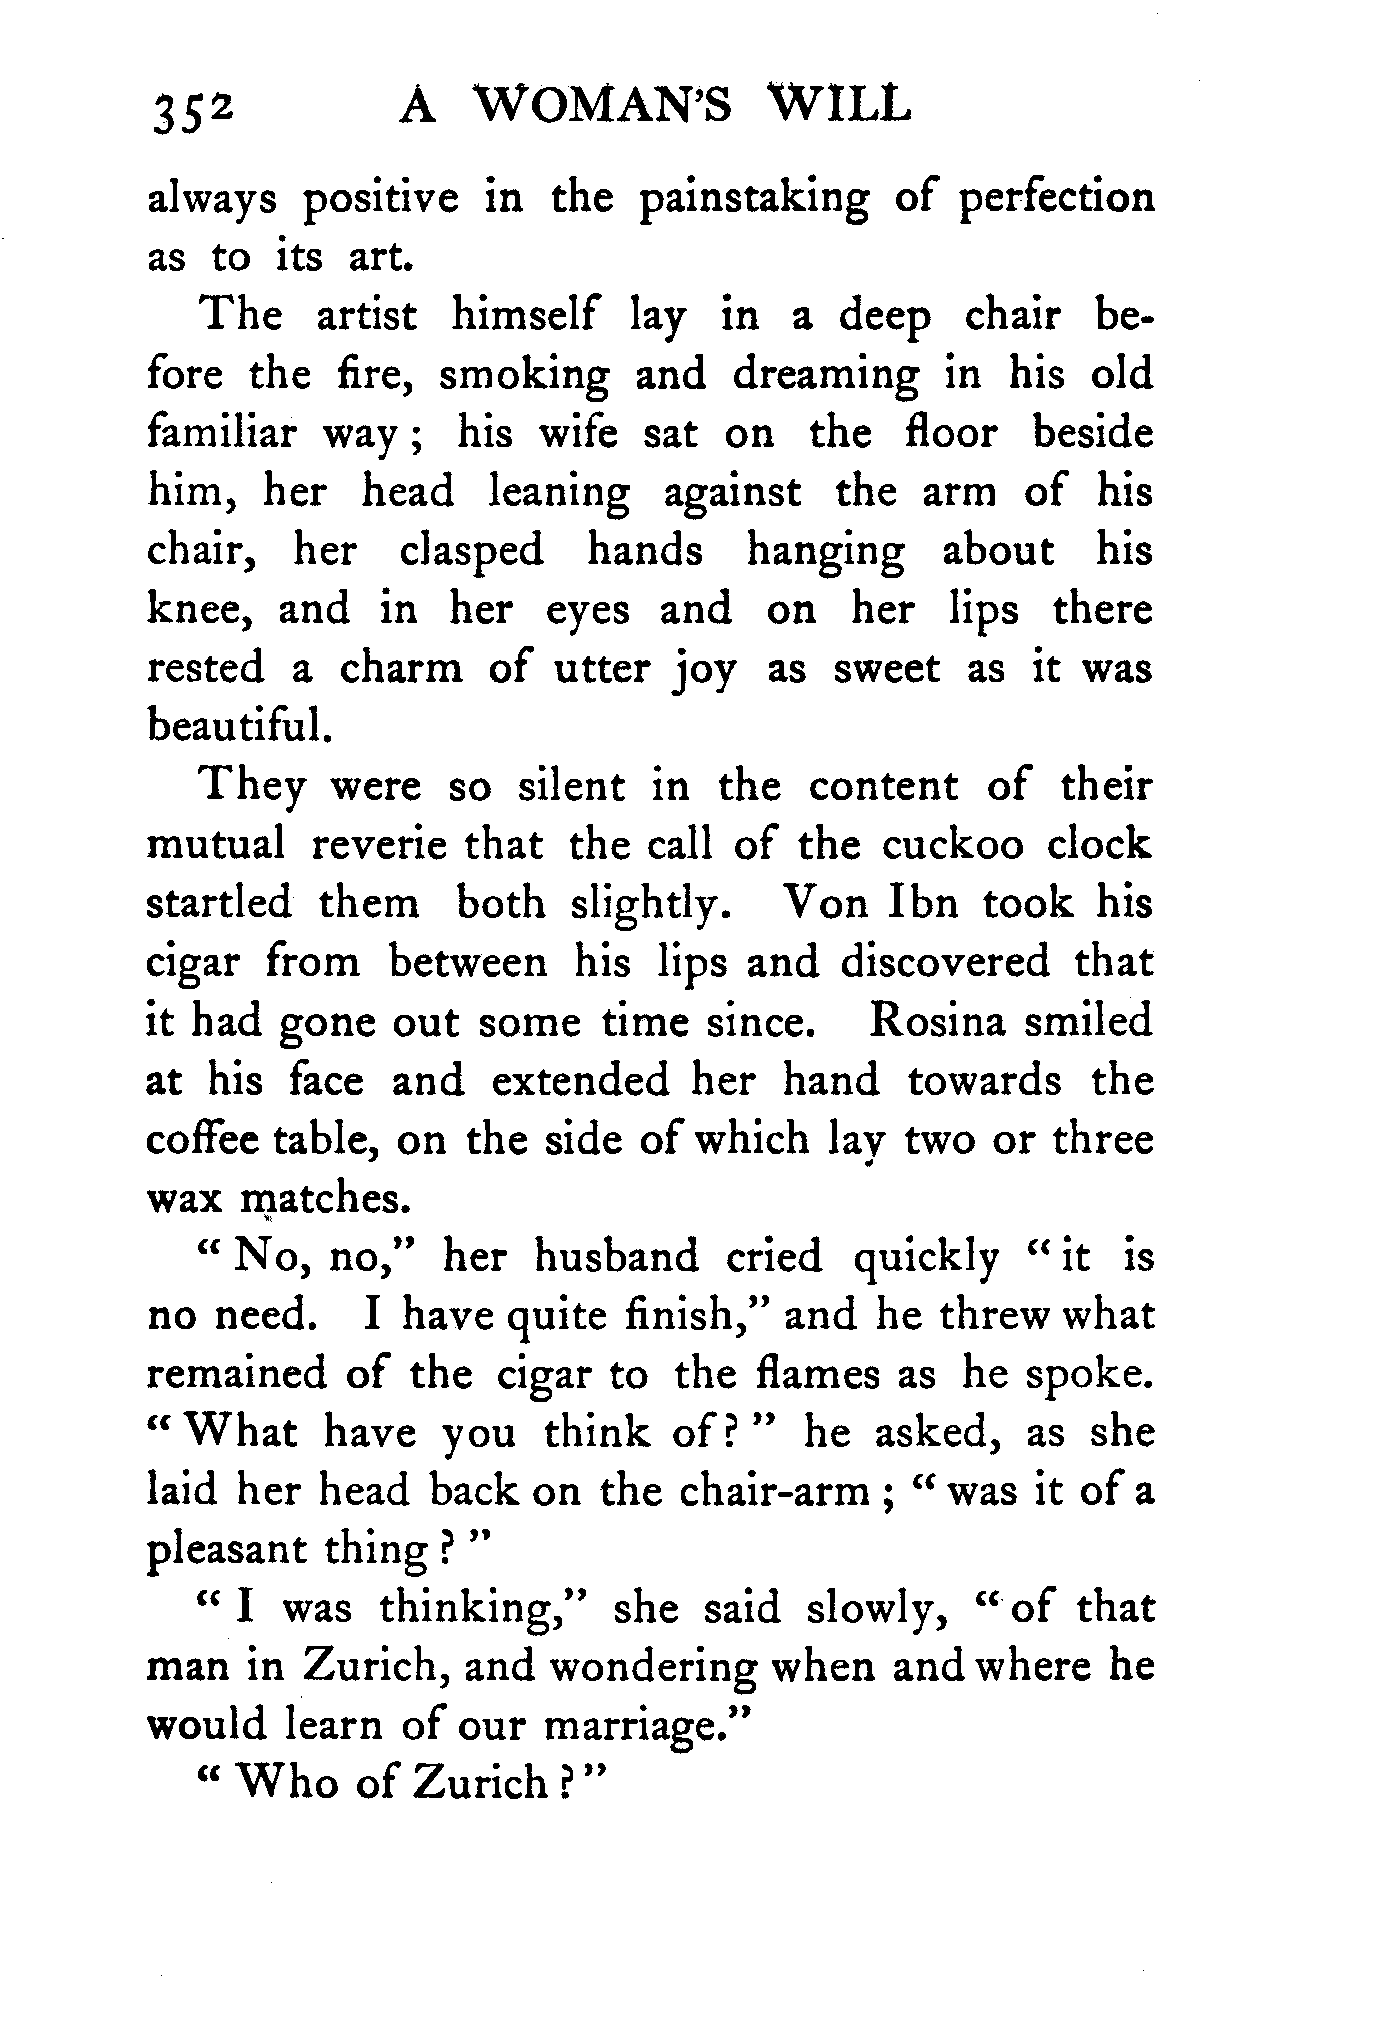 352 A WOMAN'S WILL
always positive in the painstaking of perfection
as to its art.
The artist himself lay in a deep chair be-
fore the fire, smoking and dreaming in his old
familiar way ; his wife sat on the floor beside
him, her head leaning against the arm of his
chair, her clasped hands hanging about his
knee, and in her eyes and on her lips there
rested a charm of utter joy as sweet as it was
beautiful.
They were so silent in the content of their
mutual reverie that the call of the cuckoo clock
startled them both slightly. Von Ibn took his
cigar from between his lips and discovered that
it had gone out some time since. Rosina smiled
at his face and extended her hand towards the
coffee table, on the side of which lay two or three
wax matches.
" No, no," her husband cried quickly " it is
no need. I have quite finish," and he threw what
remained of the cigar to the flames as he spoke.
" What have you think of ? " he asked, as she
laid her head back on the chair-arm ; " was it of a
pleasant thing ? "
" I was thinking," she said slowly, " of that
man in Zurich, and wondering when and where he
would learn of our marriage."
" Who of Zurich ? "